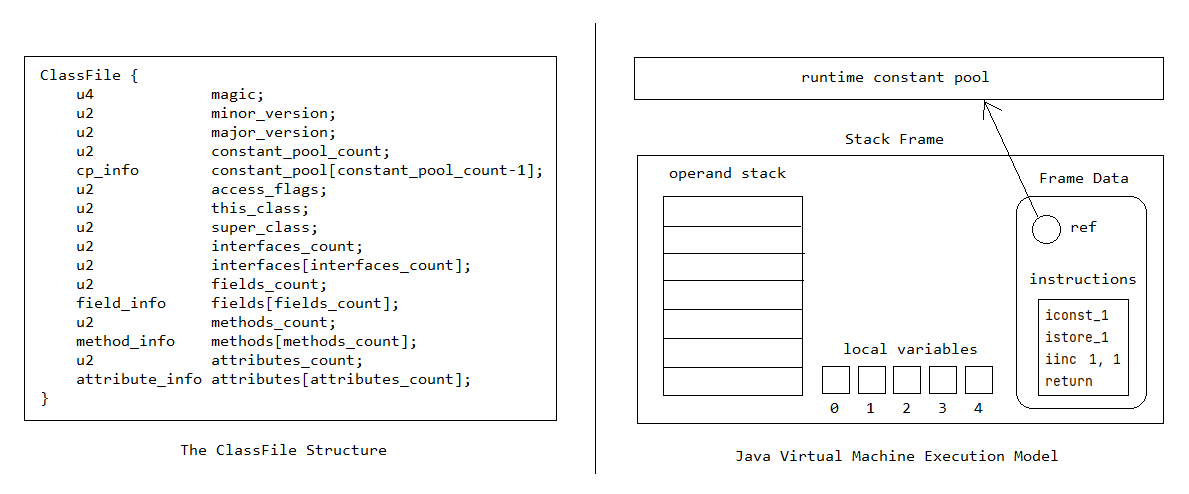 ClassFile {
u4 magic;
u2 minor_version;
u2 major_version;
u2 constant_pool_count;
cp_info constant_pool[constant_pool_count-1];
u2 access_flags;
u2 this_class;
u2 super_class;
u2 interfaces_count;
u2 interfaces[interfaces_count];
u2 fields_count;
field_info fields[fields_count];
u2 methods_count;
method_info methods[methods_count];
u2 attributes_count;
attribute_info attributes[attributes_count];
}
The ClassFile Structure
runtime constant pool
Stack Frame
operand stack
Frame Data
ref
instructions
iconst_1
istore_1
iinc 1, 1
return
local variables
0 1 2 3 4
Java Virtual Machine Execution Model